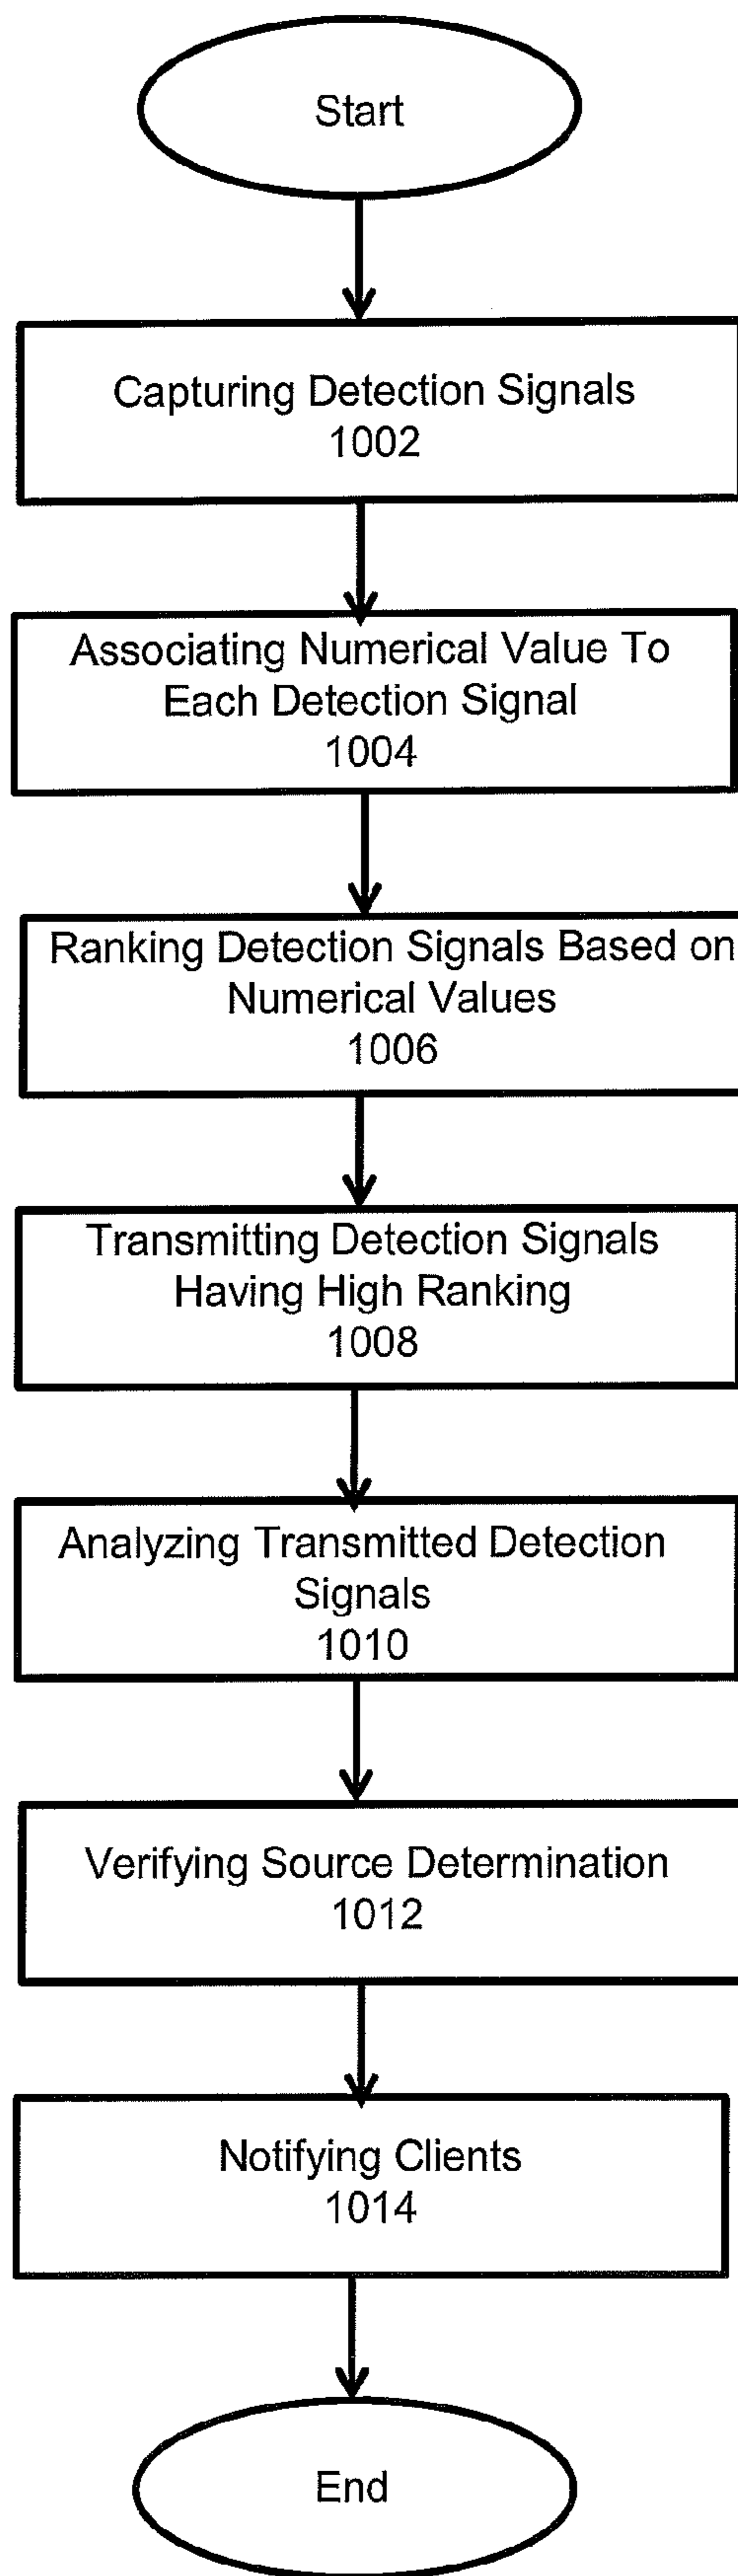 Start
Capturing Detection Signals
1002
Associating Numerical Value To
Each Detection Signal
1004
Ranking Detection Signals Based on
Numerical Values
1006
Transmitting Detection Signals
Having High Ranking
1008
Analyzing Transmitted Detection
Signals
1010
Verifying Source Determination
1012
Notifying Clients
1014
End